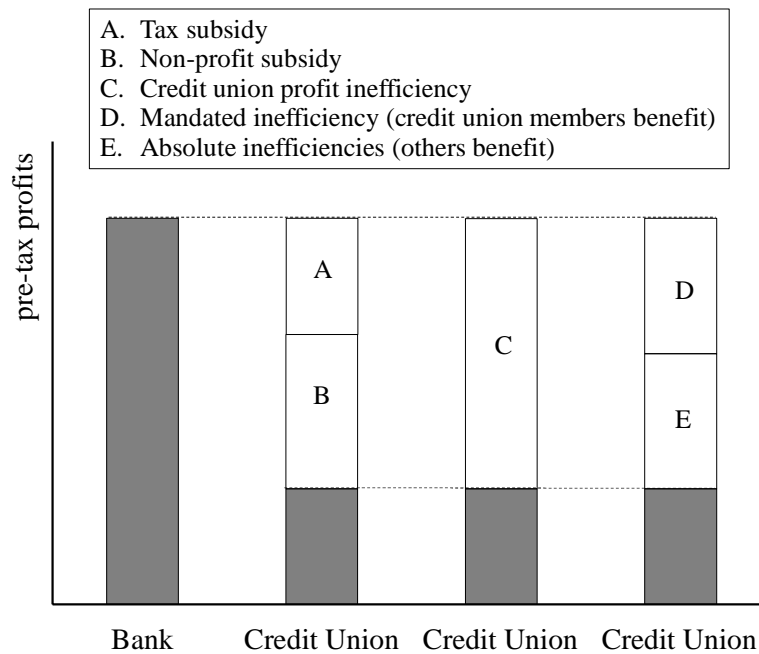 A. Tax subsidy
B. Non-profit subsidy
C. Credit union profit inefficiency
D. Mandated inefficiency (credit union members benefit)
E. Absolute inefficiencies (others benefit)
pre-tax profits
A
B
C
D
E
Bank
Credit Union
Credit Union
Credit Union